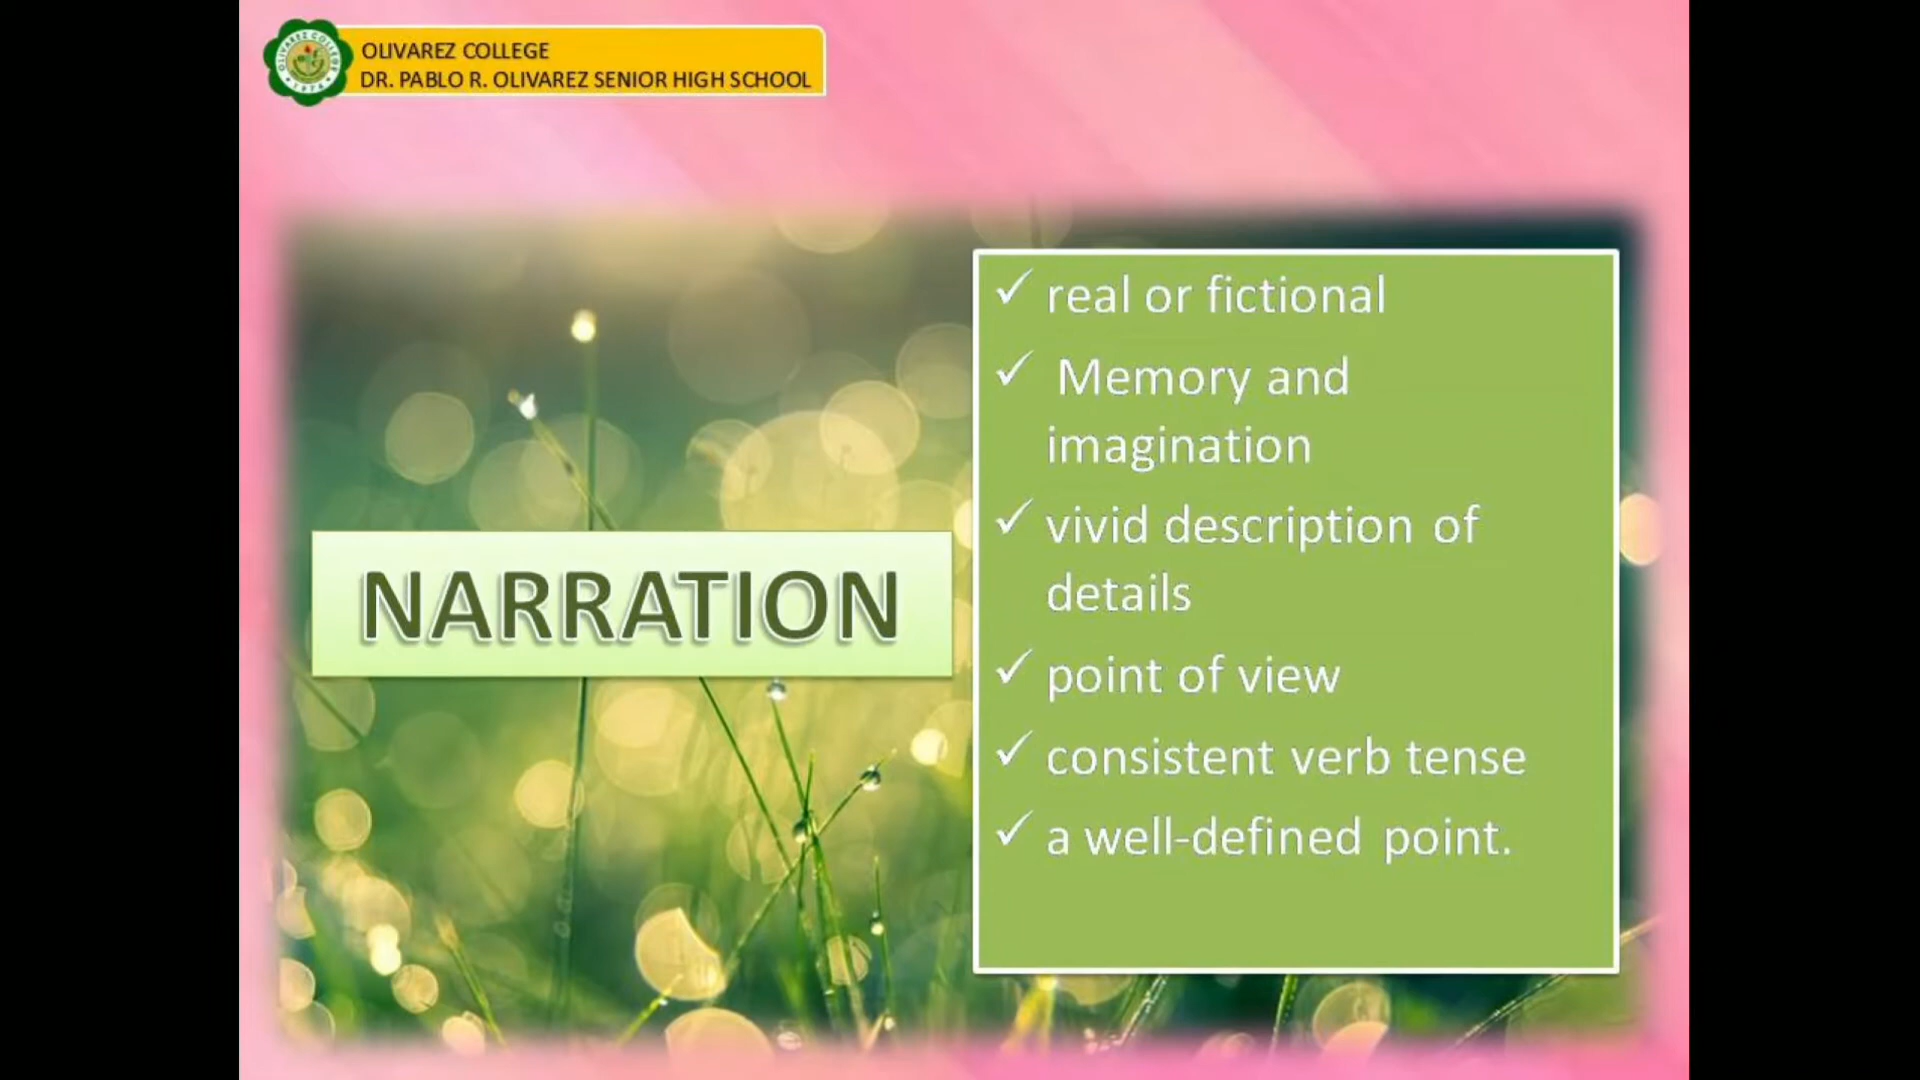 OLIVAREZ COLLEGE
DR. PABLO R. OLIVAREZ SENIOR HIGH SCHOOL
NARRATION
✓ real or fictional
✓ Memory and
imagination
✓ vivid description of
details
✓ point of view
✓ consistent verb tense
✓ a well-defined point.